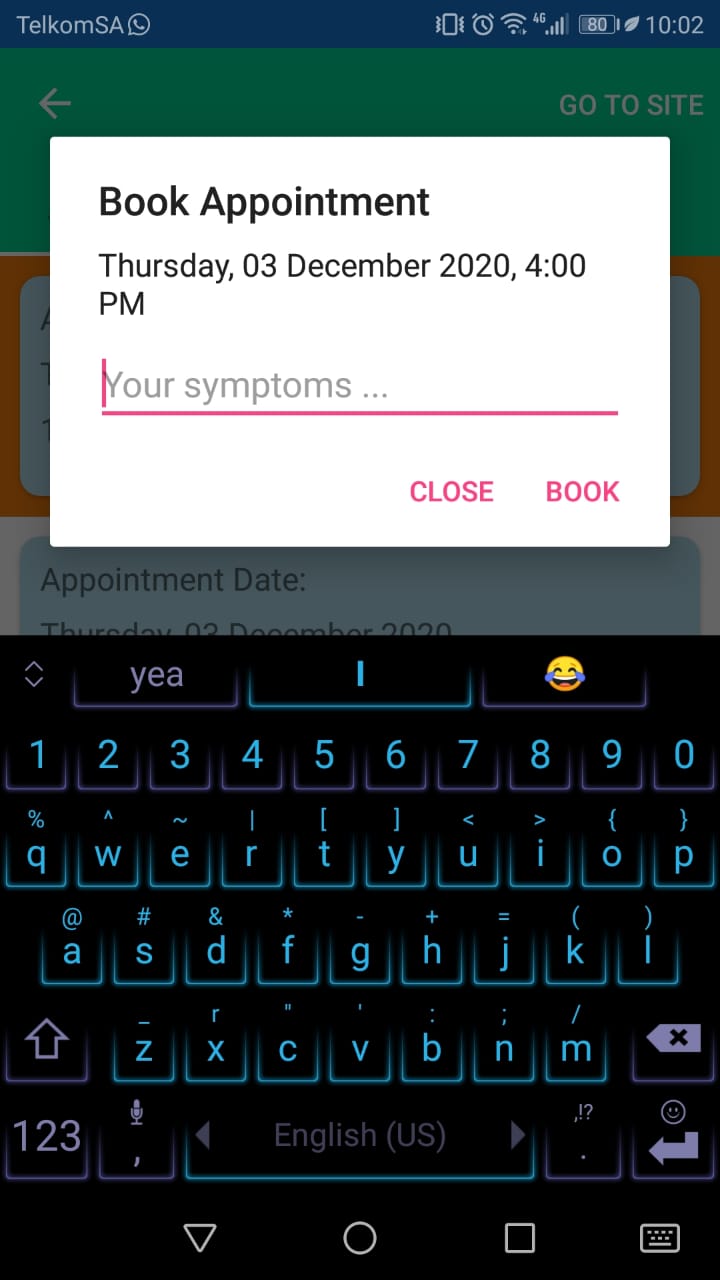 TelkomSA 4G 80 10:02
GO TO SITE
Book Appointment
Thursday, 03 December 2020, 4:00
PM
Your symptoms ...
CLOSE BOOK
Appointment Date:
Thursday, 03 December 2020
yea I 😂
1 2 3 4 5 6 7 8 9 0
% ^ ~ | [ ] < > { }
q w e r t y u i o p
@ # & * - + = ( )
a s d f g h j k l
_ r " ' : ; /
z x c v b n m
,!?
123 , English (US) .